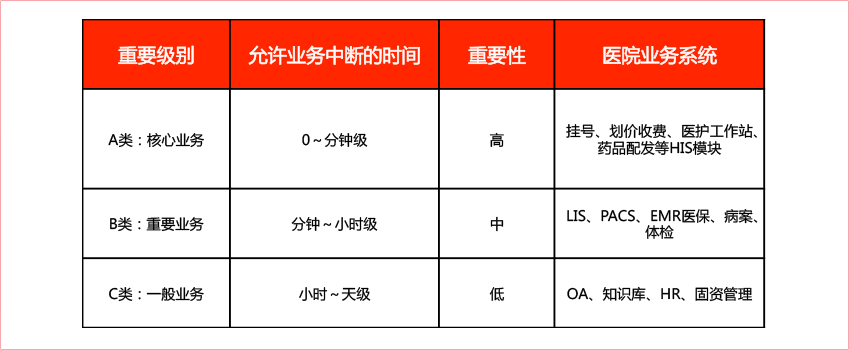 重要级别 允许业务中断的时间 重要性 医院业务系统
A类：核心业务 0～分钟级 高 挂号、划价收费、医护工作站、
药品配发等HIS模块
B类：重要业务 分钟～小时级 中 LIS、PACS、EMR医保、病案、
体检
C类：一般业务 小时～天级 低 OA、知识库、HR、固资管理